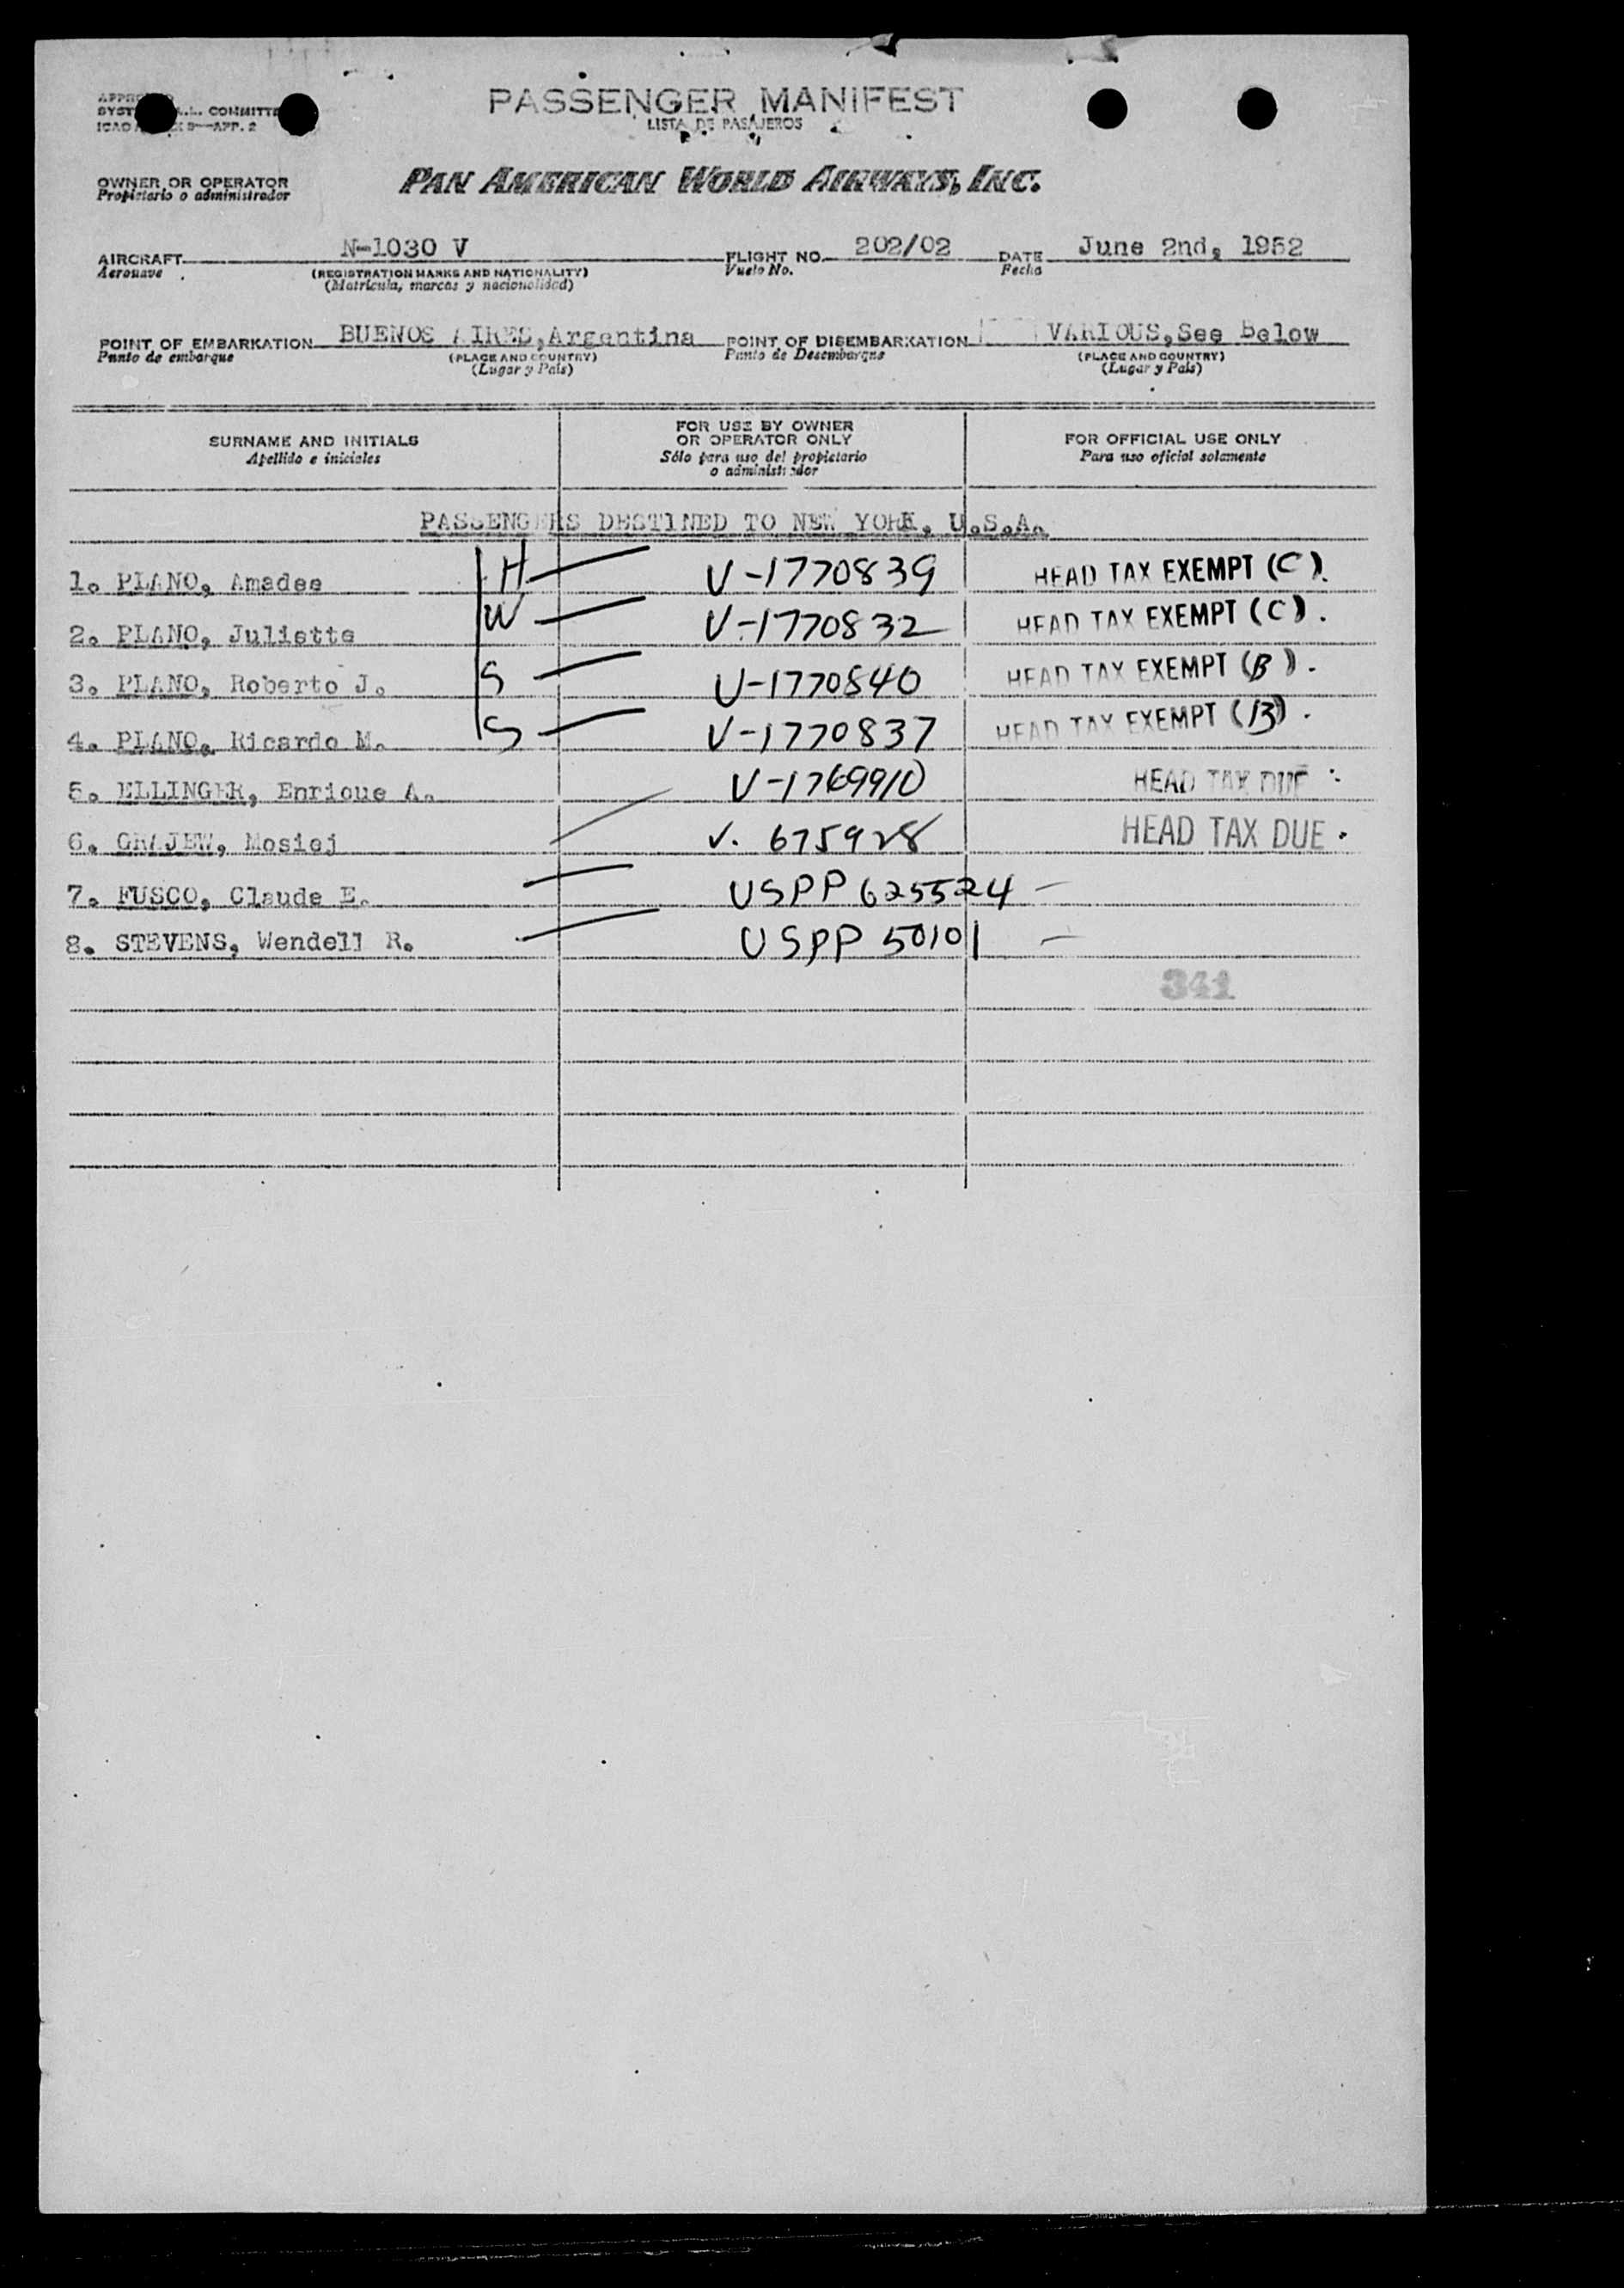 PASSENGER MANIFEST
LISTA DE PASAJEROS
COMMITTE
ICAO 9—APP. 2
OWNER OR OPERATOR
Propietario o administrador
PAN AMERICAN WORLD AIRWAYS, INC.
AIRCRAFT N-1030 V FLIGHT NO. 202/02 DATE June 2nd, 1952
Aeronave (REGISTRATION MARKS AND NATIONALITY) Vuelo No. Fecha
(Matricula, marcas y nacionalidad)
POINT OF EMBARKATION BUENOS AIRES,Argentina POINT OF DISEMBARKATION VARIOUS,See Below
Punto de embarque (PLACE AND COUNTRY) Punto de Desembarque (PLACE AND COUNTRY)
(Lugar y País) (Lugar y País)
SURNAME AND INITIALS
Apellido e iniciales
FOR USE BY OWNER
OR OPERATOR ONLY
Sólo para uso del propietario
o administrador
FOR OFFICIAL USE ONLY
Para uso oficial solamente
PASSENGERS DESTINED TO NEW YORK, U.S.A.
1. PLANO, Amadee H V-1770839 HEAD TAX EXEMPT (C).
2. PLANO, Juliette W V-1770832 HEAD TAX EXEMPT (C).
3. PLANO, Roberto J. S V-1770840 HEAD TAX EXEMPT (B).
4. PLANO, Ricardo M. S V-1770837 HEAD TAX EXEMPT (B).
5. ELLINGER, Enrique A. V-1769910 HEAD TAX DUE
6. GRAJEW, Mosiej V. 675928 HEAD TAX DUE.
7. FUSCO, Claude E. USPP 625524 —
8. STEVENS, Wendell R. USPP 50101 —
341